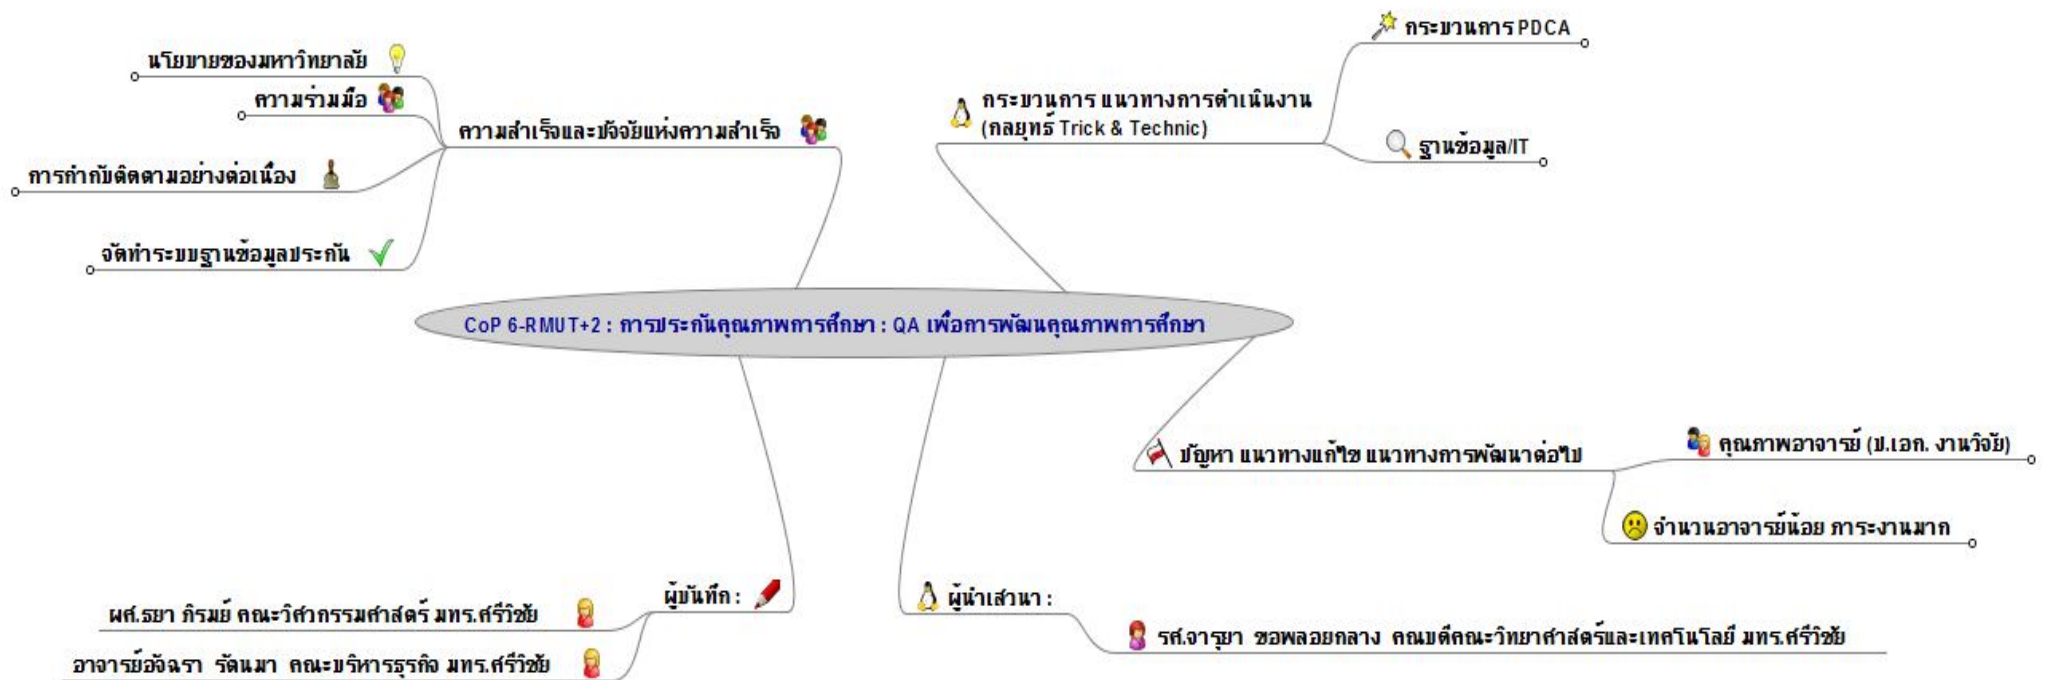 นโยบายของมหาวิทยาลัย
ความร่วมมือ
การกำกับติดตามอย่างต่อเนื่อง
จัดทำระบบฐานข้อมูลประกัน
ความสำเร็จและปัจจัยแห่งความสำเร็จ
กระบวนการ แนวทางการดำเนินงาน
(กลยุทธ์ Trick & Technic)
กระบวนการ PDCA
ฐานข้อมูล/IT
CoP 6-RMUT+2 : การประกันคุณภาพการศึกษา : QA เพื่อการพัฒนคุณภาพการศึกษา
ปัญหา แนวทางแก้ไข แนวทางการพัฒนาต่อไป
คุณภาพอาจารย์ (ป.เอก. งานวิจัย)
จำนวนอาจารย์น้อย ภาระงานมาก
ผู้บันทึก :
ผศ.ธยา ภิรมย์ คณะวิศวกรรมศาสตร์ มทร.ศรีวิชัย
อาจารย์อัจฉรา รัตนมา คณะบริหารธุรกิจ มทร.ศรีวิชัย
ผู้นำเสวนา :
รศ.จารุยา ขอพลอยกลาง คณบดีคณะวิทยาศาสตร์และเทคโนโลยี มทร.ศรีวิชัย